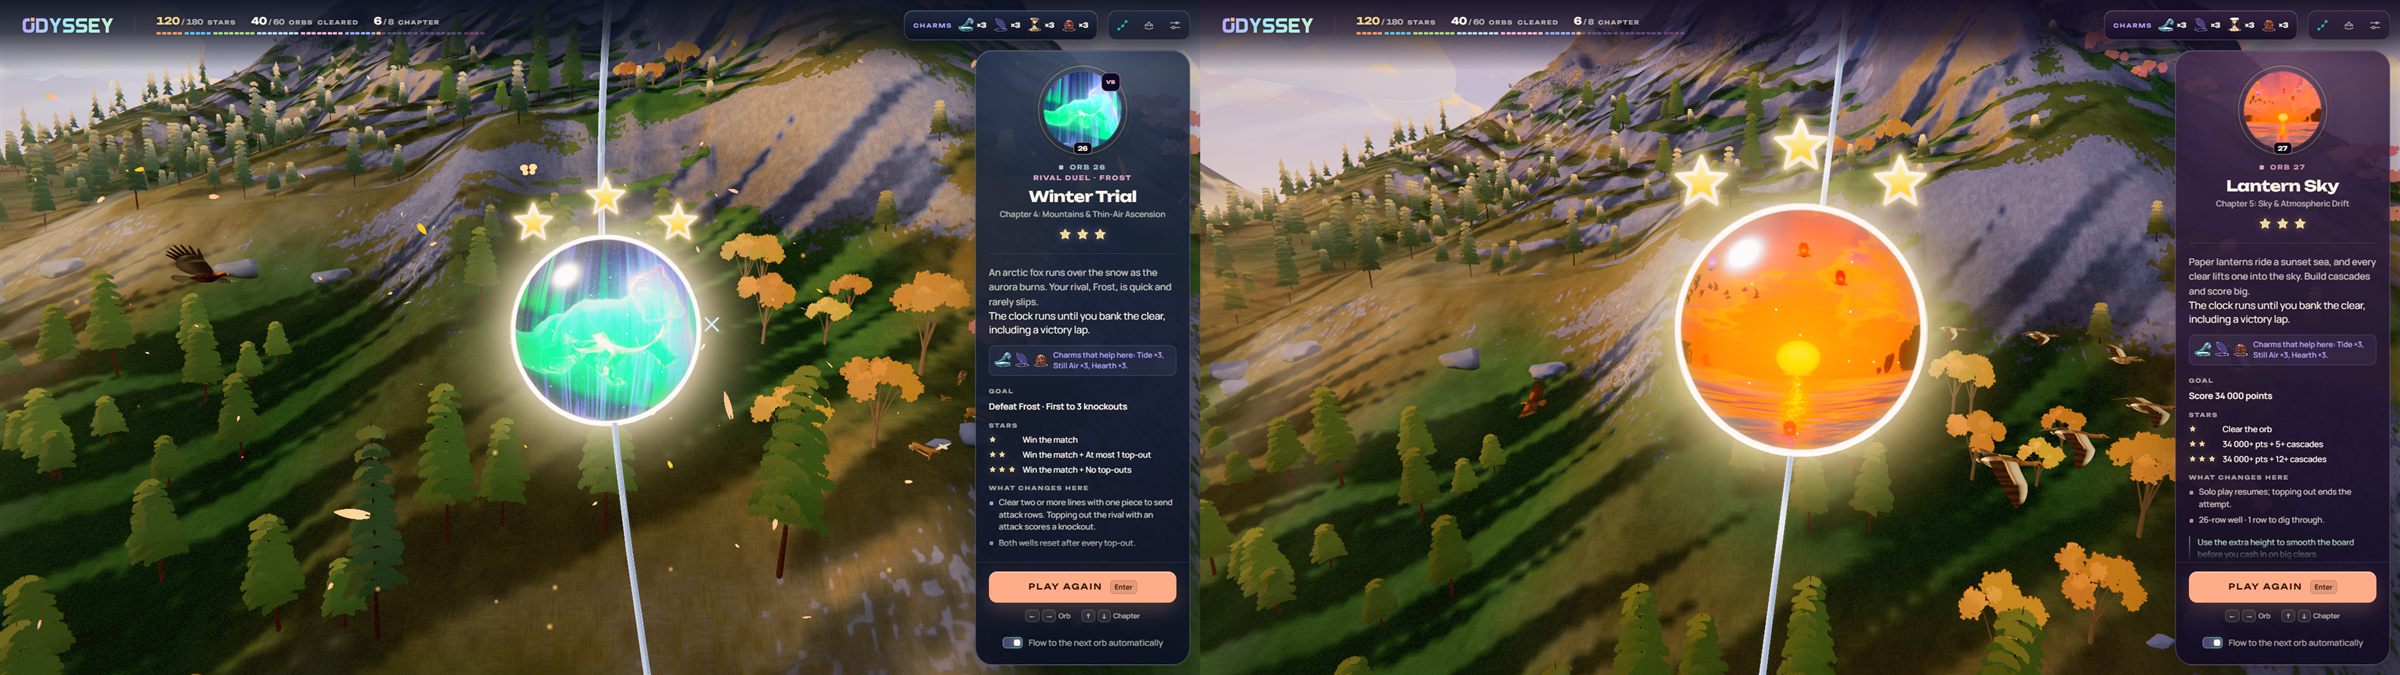 ODYSSEY
120/180 STARS 40/60 ORBS CLEARED 6/8 CHAPTER
CHARMS ×3 ×3 ×3 ×3
VS
26
ORB 26
RIVAL DUEL · FROST
Winter Trial
Chapter 4: Mountains & Thin-Air Ascension
An arctic fox runs over the snow as the
aurora burns. Your rival, Frost, is quick and
rarely slips.
The clock runs until you bank the clear,
including a victory lap.
Charms that help here: Tide ×3,
Still Air ×3, Hearth ×3.
GOAL
Defeat Frost · First to 3 knockouts
STARS
Win the match
Win the match + At most 1 top-out
Win the match + No top-outs
WHAT CHANGES HERE
Clear two or more lines with one piece to send
attack rows. Topping out the rival with an
attack scores a knockout.
Both wells reset after every top-out.
PLAY AGAIN Enter
← → Orb ↑ ↓ Chapter
Flow to the next orb automatically
ODYSSEY
120/180 STARS 40/60 ORBS CLEARED 6/8 CHAPTER
CHARMS ×3 ×3 ×3 ×3
27
ORB 27
Lantern Sky
Chapter 5: Sky & Atmospheric Drift
Paper lanterns ride a sunset sea, and every
clear lifts one into the sky. Build cascades
and score big.
The clock runs until you bank the clear,
including a victory lap.
Charms that help here: Tide ×3,
Still Air ×3, Hearth ×3.
GOAL
Score 34 000 points
STARS
Clear the orb
34 000+ pts + 5+ cascades
34 000+ pts + 12+ cascades
WHAT CHANGES HERE
Solo play resumes; topping out ends the
attempt.
26-row well · 1 row to dig through.
Use the extra height to smooth the board
before you cash in on big clears.
PLAY AGAIN Enter
← → Orb ↑ ↓ Chapter
Flow to the next orb automatically